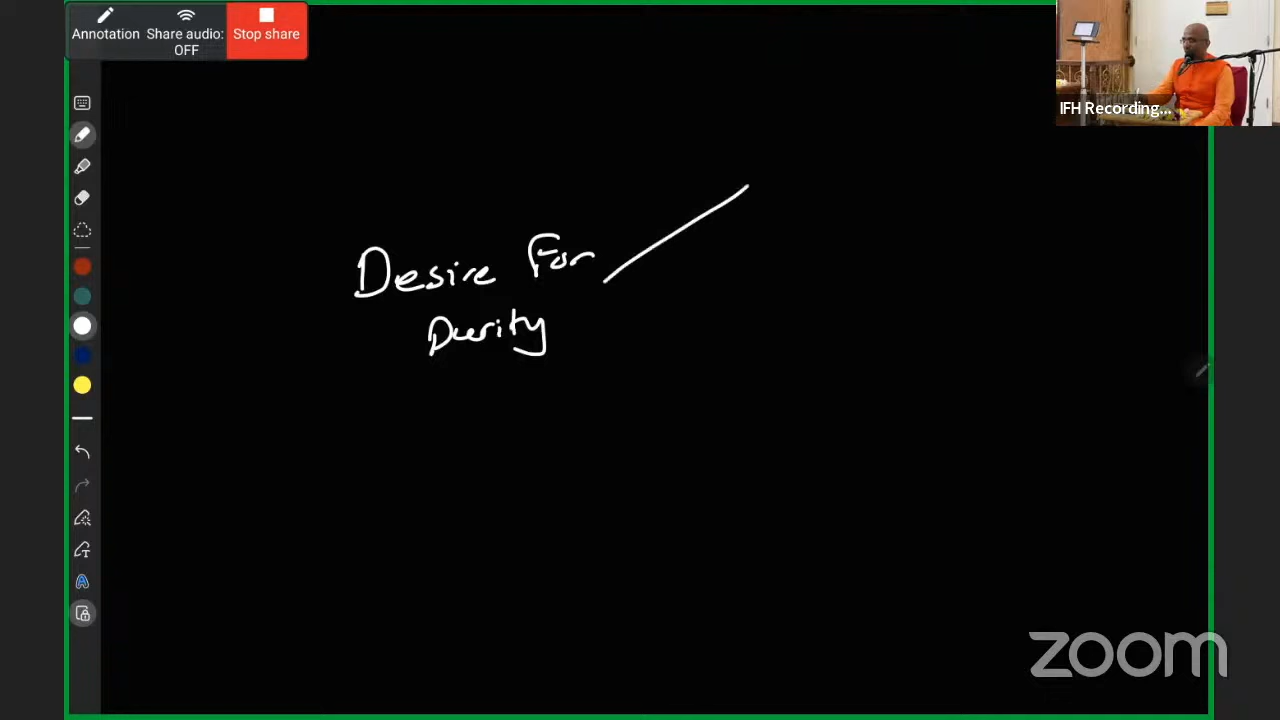 Annotation
Share audio:
OFF
Stop share
IFH Recording...
Desire For
Purity
zoom